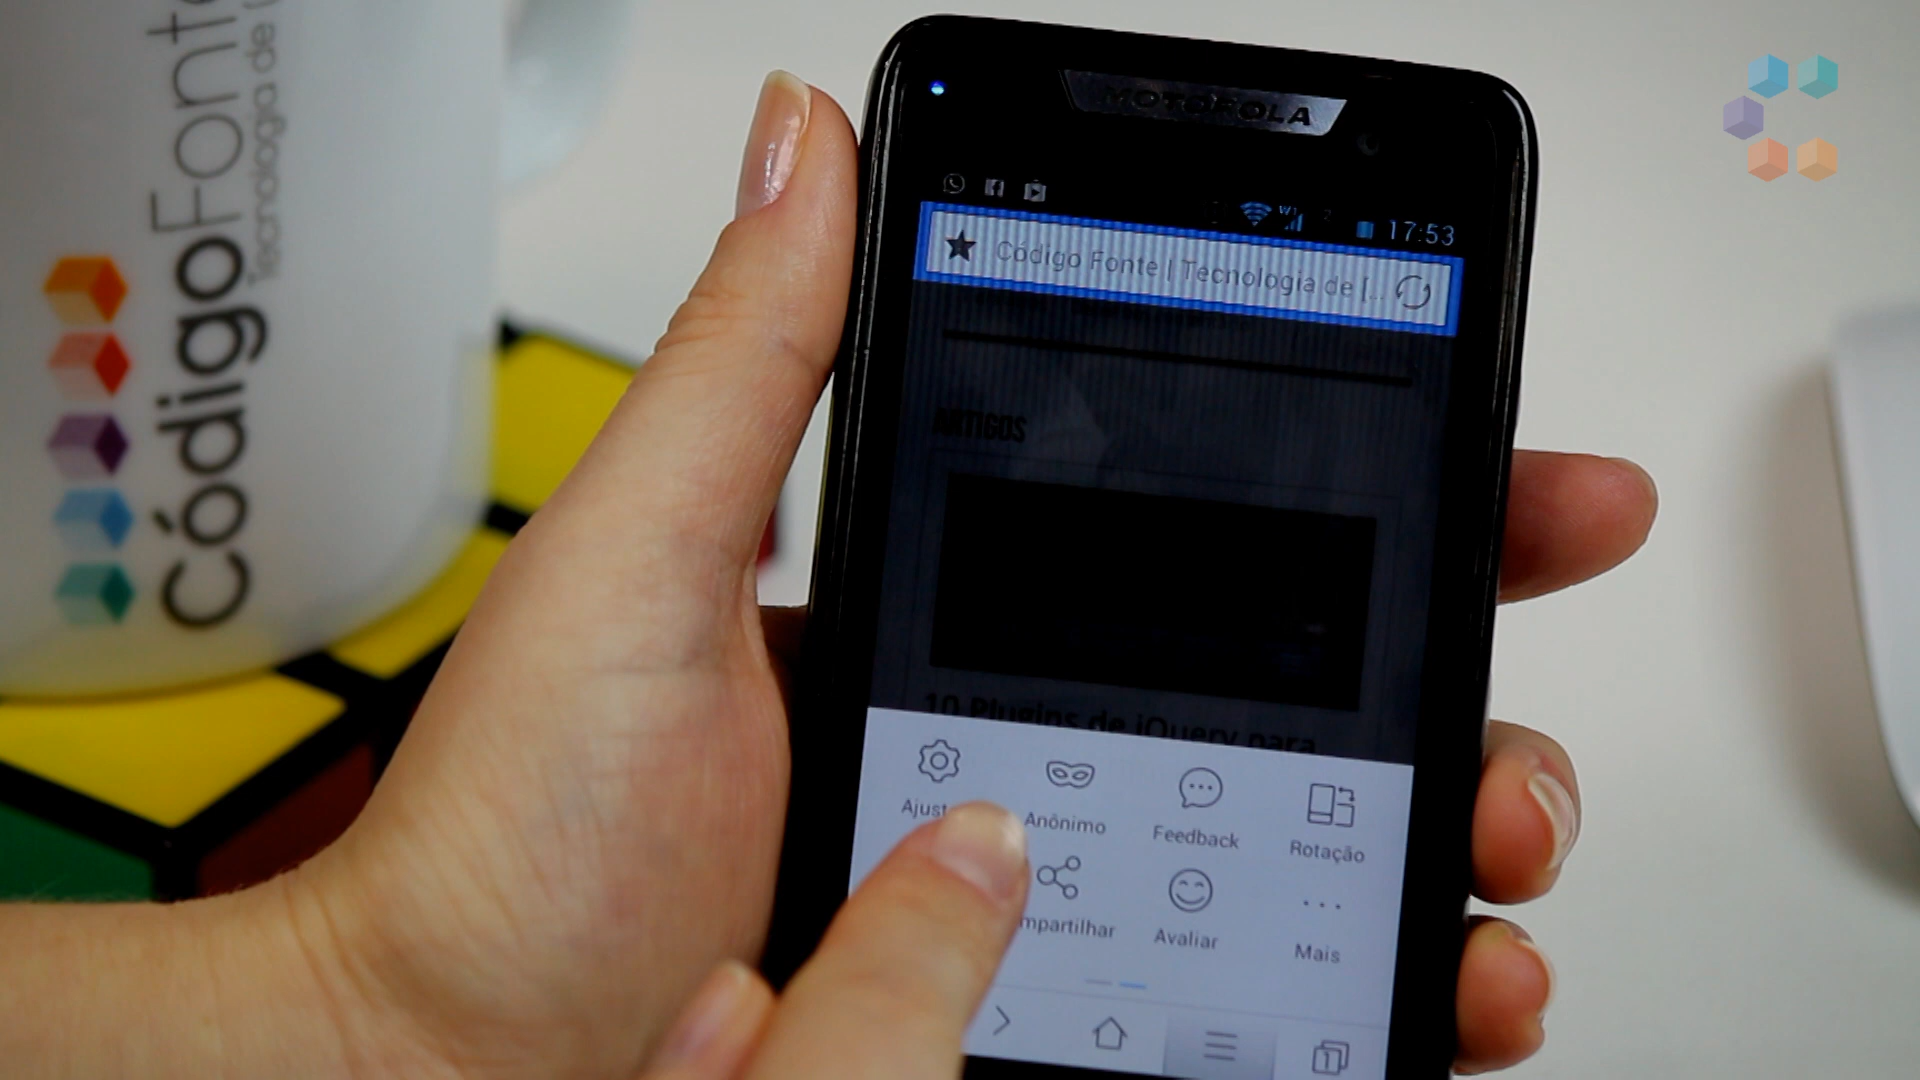 CódigoFonte
Tecnologia de
MOTOROLA
17:53
Código Fonte | Tecnologia de [...
ARTIGOS
10 Plugins de jQuery para
Anônimo
Feedback
Rotação
Avaliar
Mais
1